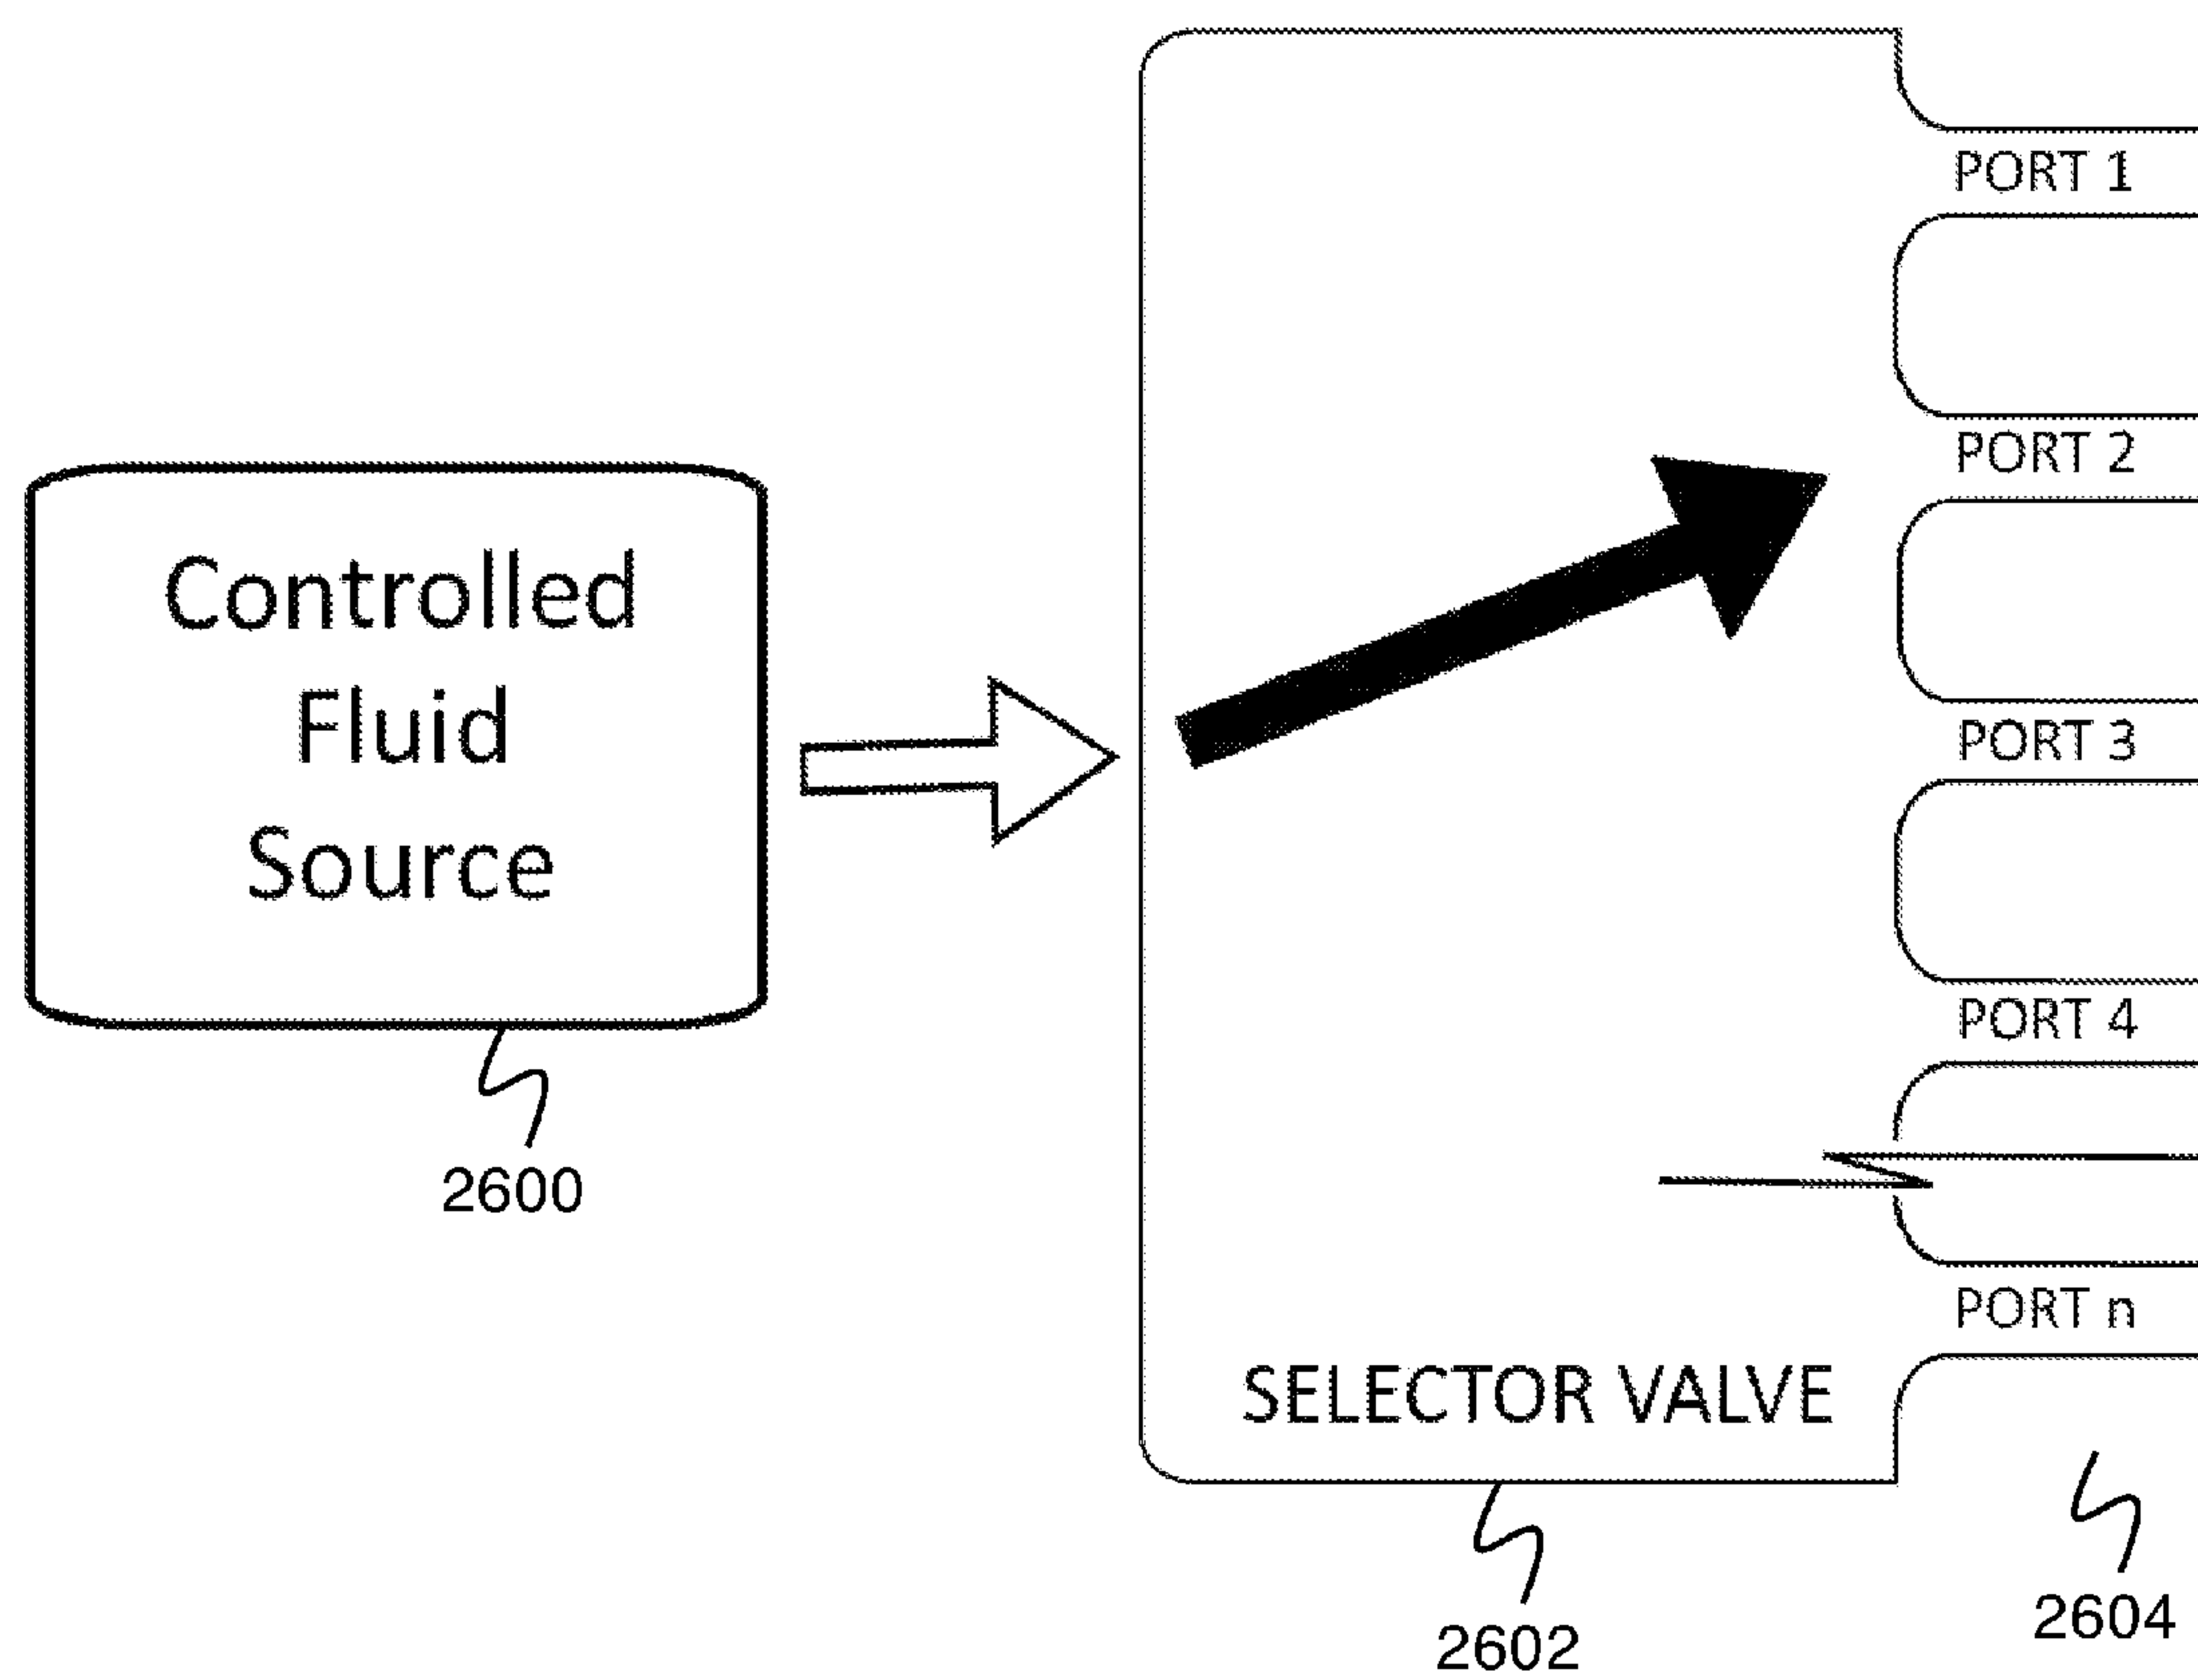 PORT 1
PORT 2
Controlled
Fluid
Source
PORT 3
PORT 4
2600
PORT n
SELECTOR VALVE
2602
2604